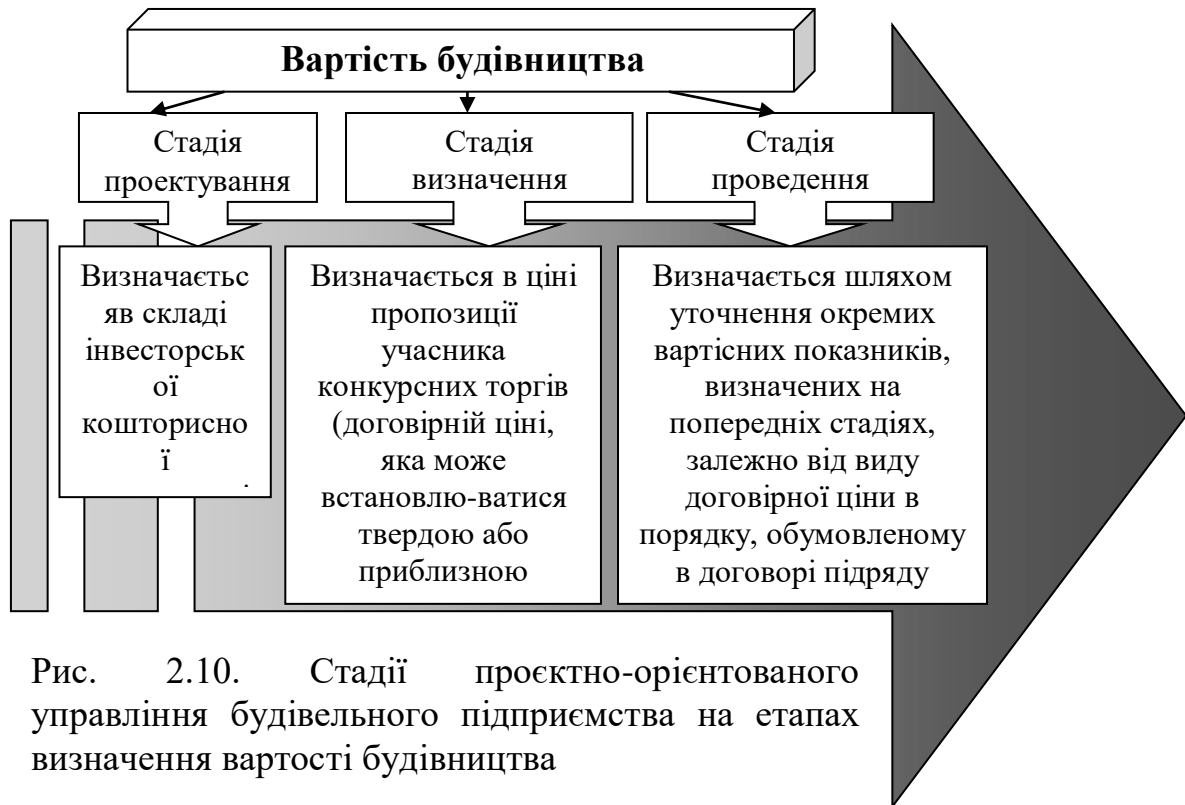 Вартість будівництва
Стадія
проектування
Стадія
визначення
Стадія
проведення
Визначаєтьс
яв складі
інвесторськ
ої
кошторисно
ї
Визначається в ціні
пропозиції
учасника
конкурсних торгів
(договірній ціні,
яка може
встановлю-ватися
твердою або
приблизною
Визначається шляхом
уточнення окремих
вартісних показників,
визначених на
попередніх стадіях,
залежно від виду
договірної ціни в
порядку, обумовленому
в договорі підряду
Рис. 2.10. Стадії проєктно-орієнтованого
управління будівельного підприємства на етапах
визначення вартості будівництва